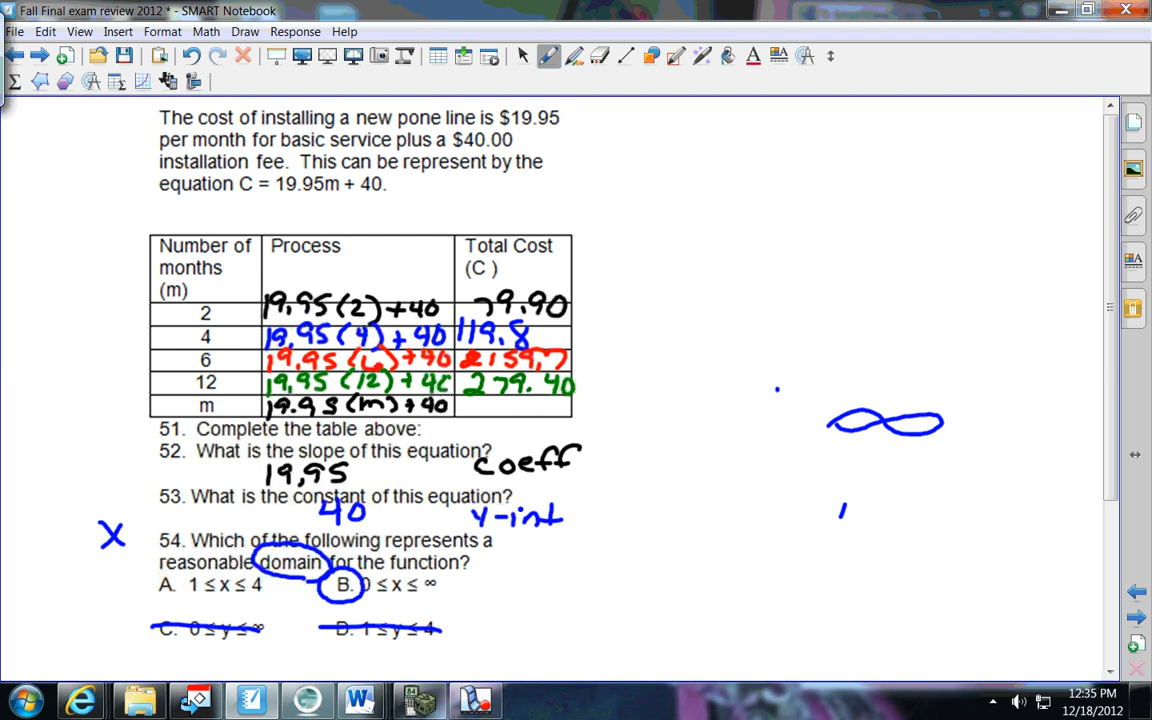 Fall Final exam review 2012 * - SMART Notebook
File Edit View Insert Format Math Draw Response Help
The cost of installing a new pone line is $19.95
per month for basic service plus a $40.00
installation fee. This can be represent by the
equation C = 19.95m + 40.
Number of months (m) Process Total Cost (C )
2 19.95(2)+40 79.90
4 19.95(4)+40 119.8
6 19.95(6)+40 159.7
12 19.95(12)+40 279.40
m 19.95(m)+40
51. Complete the table above:
52. What is the slope of this equation?
19.95 coeff
53. What is the constant of this equation?
40 y-int
X
54. Which of the following represents a
reasonable domain for the function?
A. 1 ≤ x ≤ 4 B. 0 ≤ x ≤ ∞
C. 0 ≤ y ≤ ∞ D. 1 ≤ y ≤ 4
∞
12:35 PM
12/18/2012